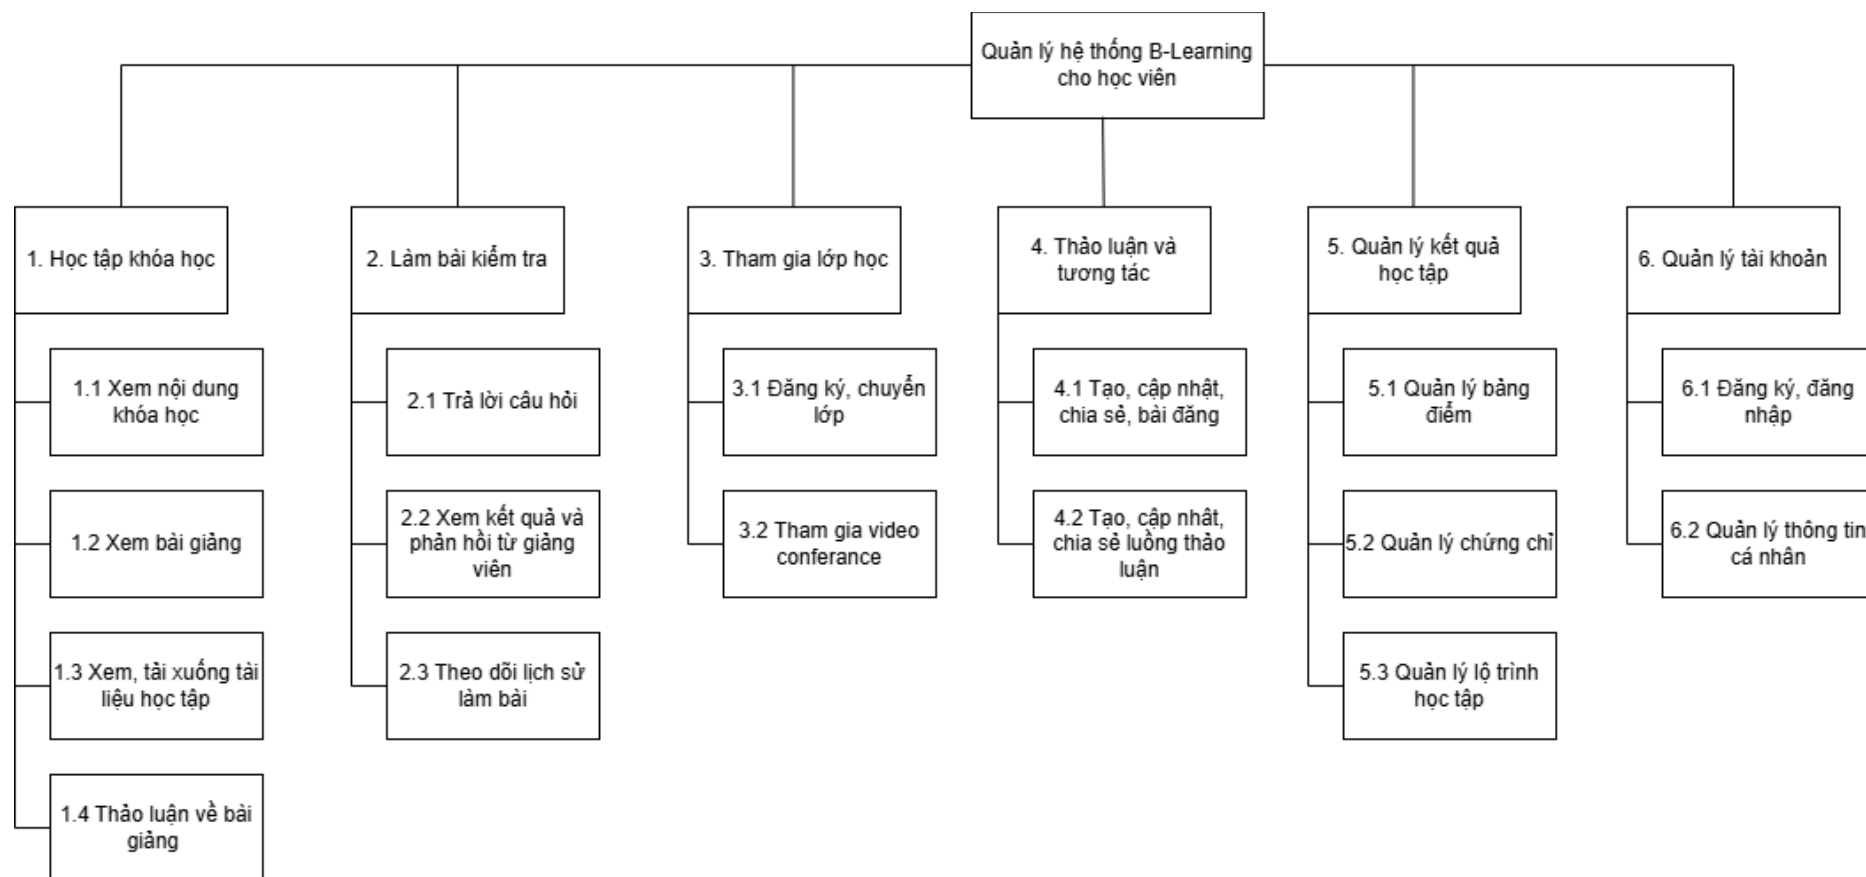 Quản lý hệ thống B-Learning
cho học viên
1. Học tập khóa học
2. Làm bài kiểm tra
3. Tham gia lớp học
4. Thảo luận và
tương tác
5. Quản lý kết quả
học tập
6. Quản lý tài khoản
1.1 Xem nội dung
khóa học
1.2 Xem bài giảng
1.3 Xem, tải xuống tài
liệu học tập
1.4 Thảo luận về bài
giảng
2.1 Trả lời câu hỏi
2.2 Xem kết quả và
phản hồi từ giảng
viên
2.3 Theo dõi lịch sử
làm bài
3.1 Đăng ký, chuyển
lớp
3.2 Tham gia video
conferance
4.1 Tạo, cập nhật,
chia sẻ, bài đăng
4.2 Tạo, cập nhât,
chia sẻ luồng thảo
luận
5.1 Quản lý bảng
điểm
5.2 Quản lý chứng chỉ
5.3 Quản lý lộ trình
học tập
6.1 Đăng ký, đăng
nhập
6.2 Quản lý thông tin
cá nhân